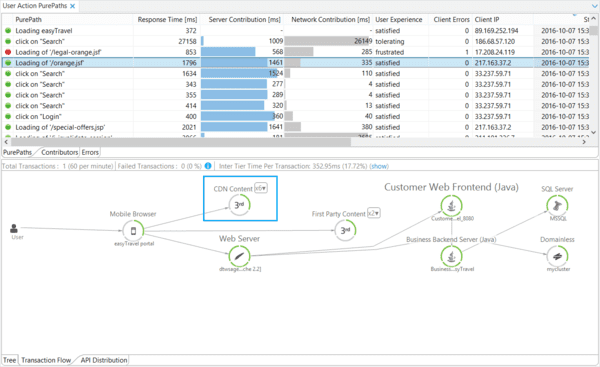 User Action PurePaths
PurePath Response Time [ms] Server Contribution [ms] Network Contribution [ms] User Experience Client Errors Client IP St
Loading easyTravel 372 - - satisfied 0 89.169.252.194 2016-10-07 15:3
click on "Search" 27158 1009 26149 tolerating 0 186.68.57.120 2016-10-07 15:3
Loading of '/legal-orange.jsf' 853 568 285 frustrated 1 17.208.24.119 2016-10-07 15:3
Loading of '/orange.jsf' 1796 1461 335 satisfied 0 217.163.37.2 2016-10-07 15:3
click on "Search" 1634 1524 110 satisfied 0 33.237.59.71 2016-10-07 15:3
click on "Search" 343 277 4 satisfied 0 33.237.59.71 2016-10-07 15:3
click on "Search" 355 289 4 satisfied 0 33.237.59.71 2016-10-07 15:3
click on "Search" 414 320 13 satisfied 0 33.237.59.71 2016-10-07 15:3
click on "Login" 400 360 40 satisfied 0 33.237.59.71 2016-10-07 15:3
Loading of '/special-offers.jsp' 2021 1641 380 satisfied 0 217.163.37.2 2016-10-07 15:3
PurePaths Contributors Errors
Total Transactions : 1 (60 per minute) Failed Transactions : 0 (0 %) Inter Tier Time Per Transaction: 352.95ms (17.72%) (show)
CDN Content x6
3rd
Customer Web Frontend (Java)
SQL Server
Mobile Browser
First Party Content x2
3rd
Custome...el_8080
MSSQL
User
easyTravel portal
Web Server
Business Backend Server (Java)
Domainless
dtosage...che 2.2]
Business...syTravel
mycluster
Tree Transaction Flow API Distribution